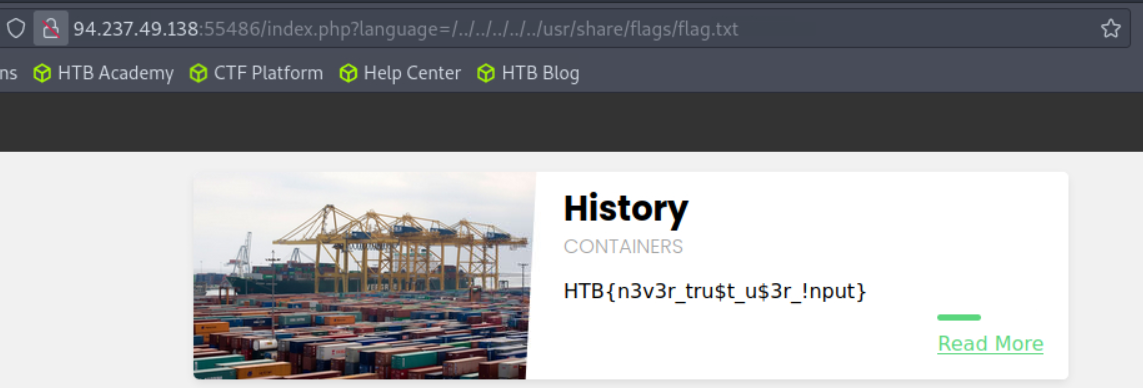 94.237.49.138:55486/index.php?language=/../../../../../usr/share/flags/flag.txt
ns HTB Academy CTF Platform Help Center HTB Blog
History
CONTAINERS
HTB{n3v3r_tru$t_u$3r_!nput}
Read More